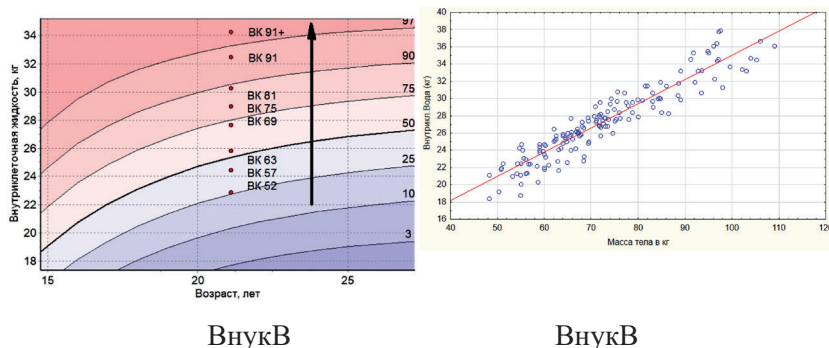 Внутриклеточная жидкость, кг
34
32
30
28
26
24
22
20
18
ВК 91+
ВК 91
ВК 81
ВК 75
ВК 69
ВК 63
ВК 57
ВК 52
97
90
75
50
25
10
3
15
20
25
Возраст, лет
Внутрикл.Вода (кг)
40
38
36
34
32
30
28
26
24
22
20
18
16
40
50
60
70
80
90
100
110
120
Масса тела в кг
ВнукВ
ВнукВ